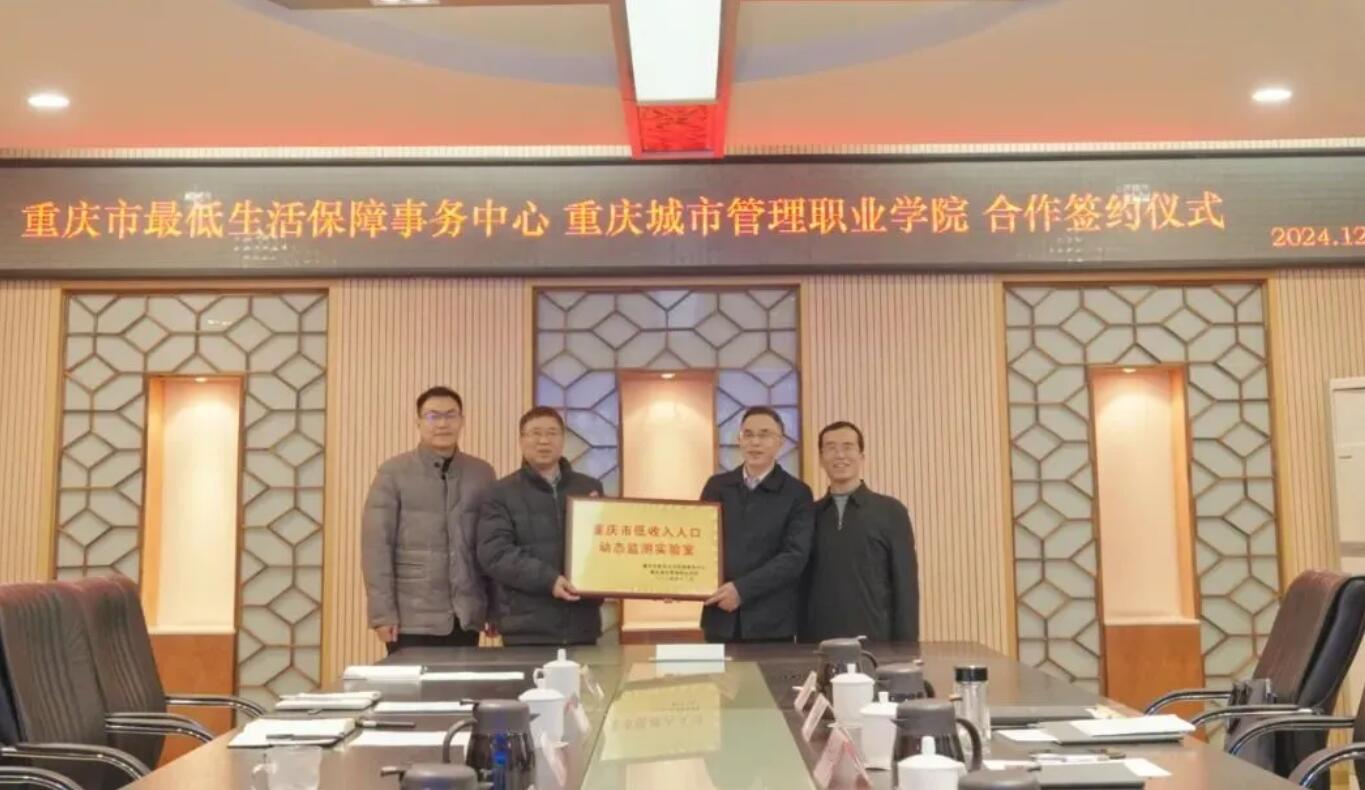 重庆市最低生活保障事务中心 重庆城市管理职业学院 合作签约仪式
2024.12
重庆市低收入人口
动态监测实验室